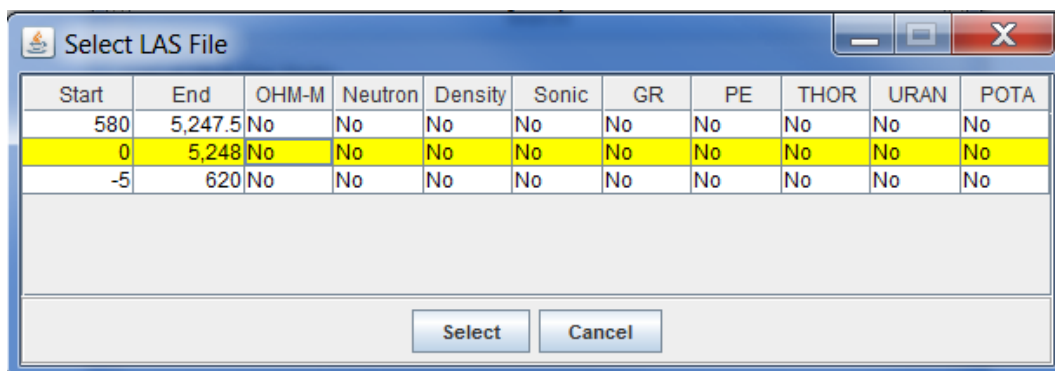 Select LAS File
Start End OHM-M Neutron Density Sonic GR PE THOR URAN POTA
580 5,247.5 No No No No No No No No No
0 5,248 No No No No No No No No No
-5 620 No No No No No No No No No
Select Cancel